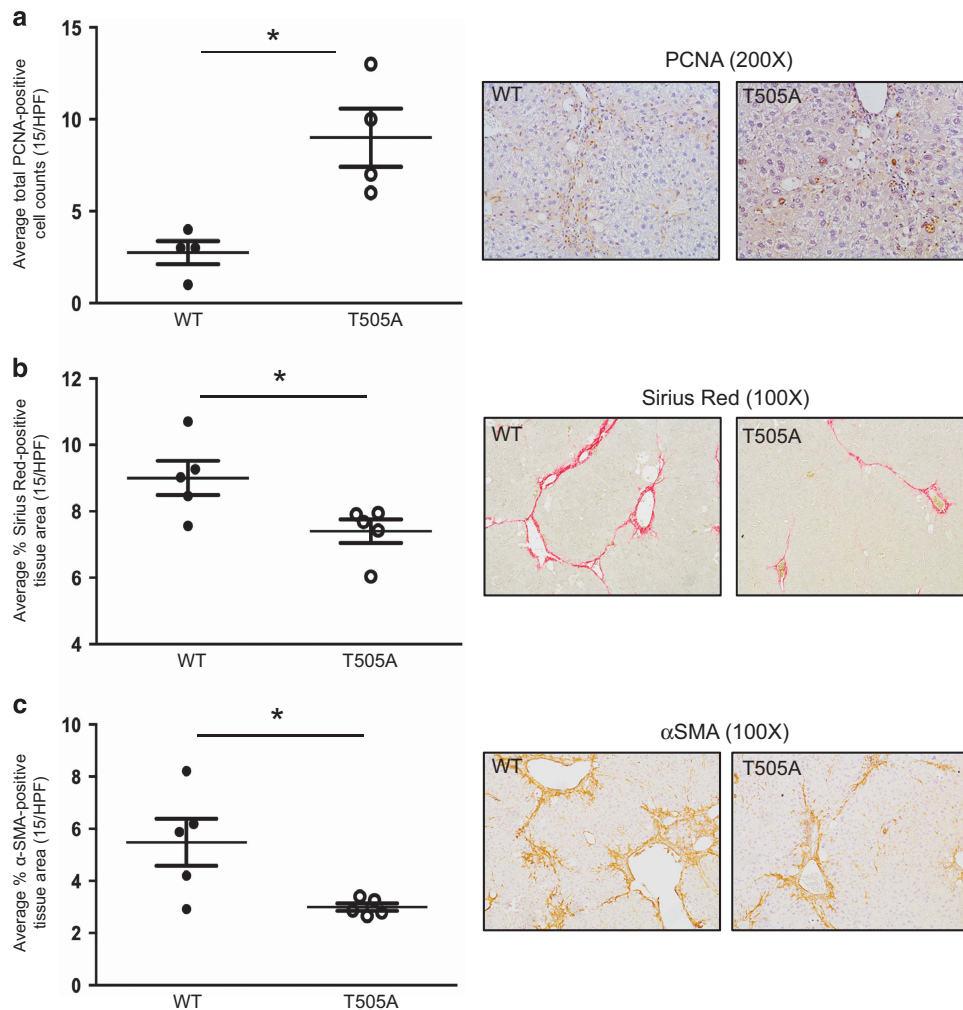 a
Average total PCNA-positive
cell counts (15/HPF)
15
10
5
0
*
WT
T505A
PCNA (200X)
WT
T505A
b
Average % Sirius Red-positive
tissue area (15/HPF)
12
10
8
6
4
*
WT
T505A
Sirius Red (100X)
WT
T505A
c
Average % α-SMA-positive
tissue area (15/HPF)
10
8
6
4
2
0
*
WT
T505A
αSMA (100X)
WT
T505A